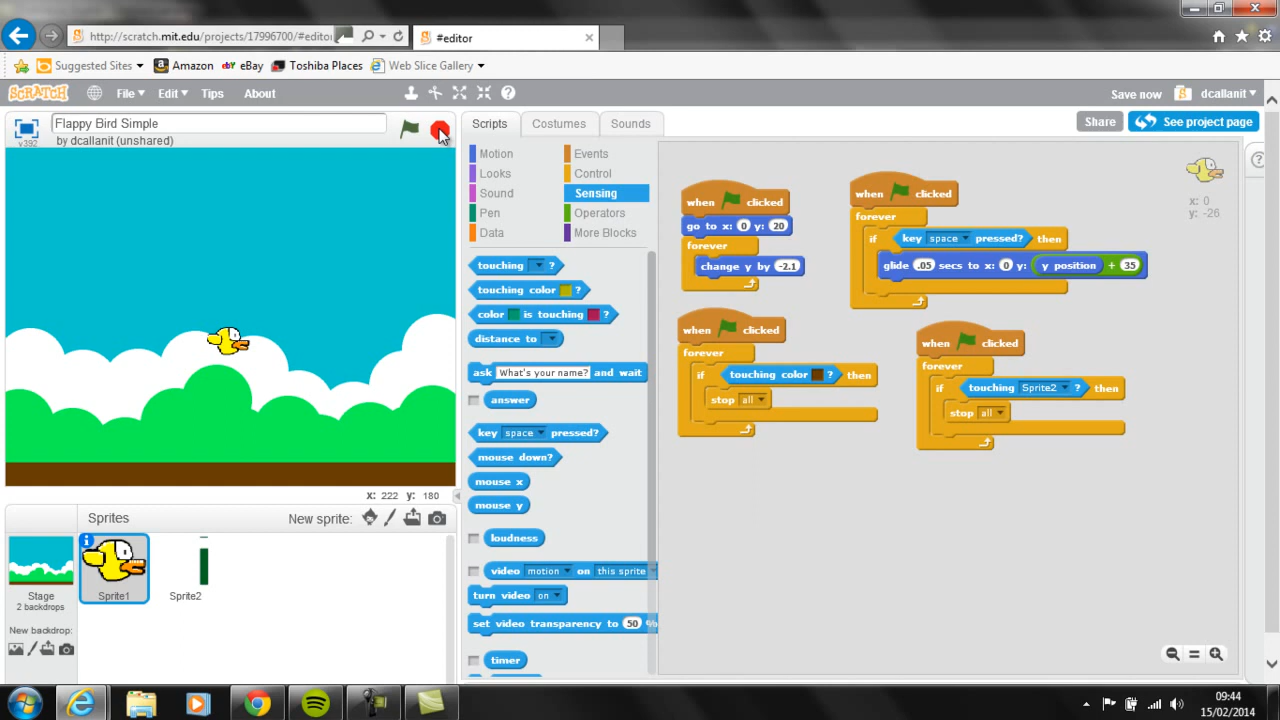 http://scratch.mit.edu/projects/17996700/#editor
#editor
Suggested Sites
Amazon
eBay
Toshiba Places
Web Slice Gallery
SCRATCH
File
Edit
Tips
About
Save now
dcallanit
v392
Flappy Bird Simple
by dcallanit (unshared)
Scripts
Costumes
Sounds
Share
See project page
Motion
Events
Looks
Control
Sound
Sensing
Pen
Operators
Data
More Blocks
touching ?
touching color ?
color is touching ?
distance to
ask What's your name? and wait
answer
key space pressed?
mouse down?
mouse x
mouse y
loudness
video motion on this sprite
turn video on
set video transparency to 50 %
timer
when clicked
go to x: 0 y: 20
forever
change y by -2.1
when clicked
forever
if key space pressed? then
glide .05 secs to x: 0 y: y position + 35
when clicked
forever
if touching color ? then
stop all
when clicked
forever
if touching Sprite2 ? then
stop all
x: 0
y: -26
x: 222 y: 180
Sprites
New sprite:
Stage
2 backdrops
New backdrop:
Sprite1
Sprite2
09:44
15/02/2014